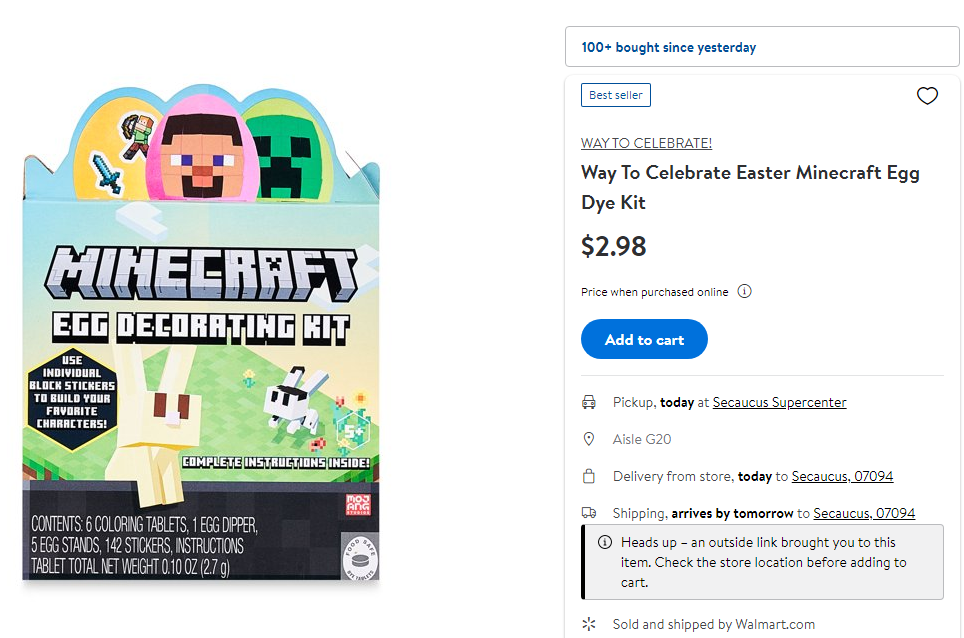 MINECRAFT
EGG DECORATING KIT
USE
INDIVIDUAL
BLOCK STICKERS
TO BUILD YOUR
FAVORITE
CHARACTERS!
5+
COMPLETE INSTRUCTIONS INSIDE!
MOJ
ANG
STUDIOS
CONTENTS: 6 COLORING TABLETS, 1 EGG DIPPER,
5 EGG STANDS, 142 STICKERS, INSTRUCTIONS
TABLET TOTAL NET WEIGHT 0.10 OZ (2.7 g)
FOOD SAFE
DYE TABLETS
100+ bought since yesterday
Best seller
WAY TO CELEBRATE!
Way To Celebrate Easter Minecraft Egg
Dye Kit
$2.98
Price when purchased online
Add to cart
Pickup, today at Secaucus Supercenter
Aisle G20
Delivery from store, today to Secaucus, 07094
Shipping, arrives by tomorrow to Secaucus, 07094
Heads up – an outside link brought you to this
item. Check the store location before adding to
cart.
Sold and shipped by Walmart.com